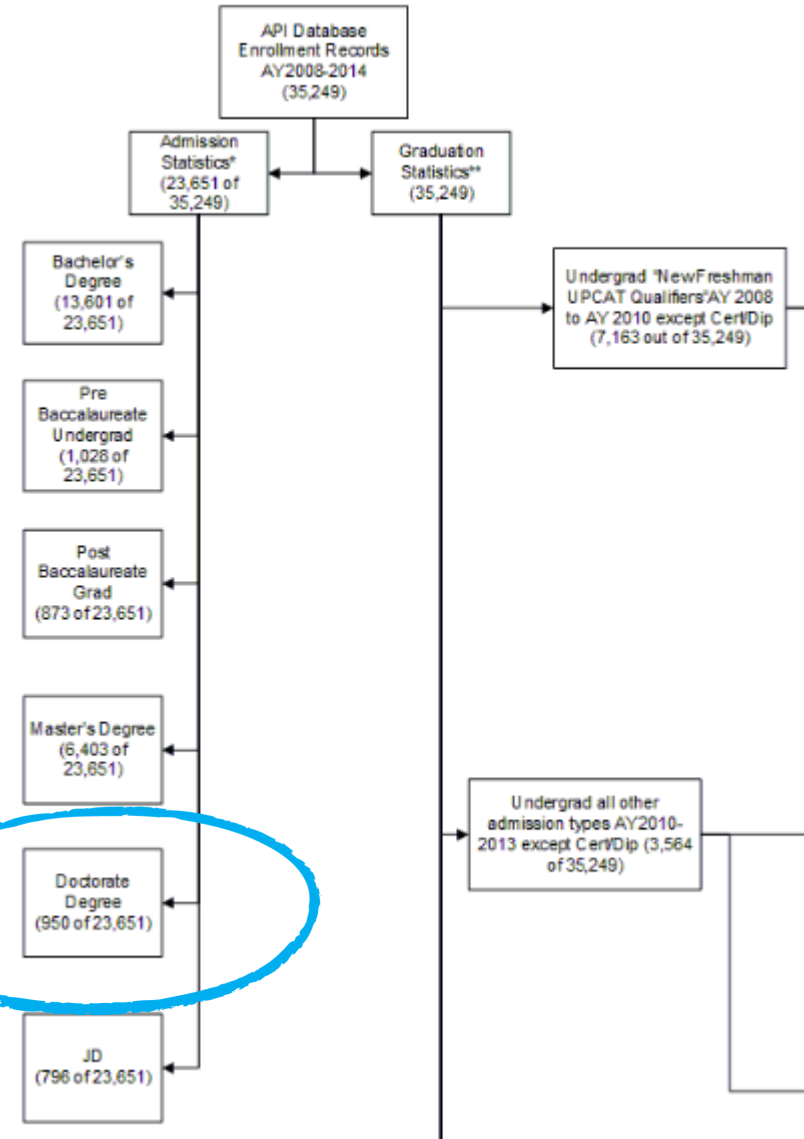 API Database
Enrollment Records
AY2008-2014
(35,249)
Admission
Statistics*
(23,651 of
35,249)
Graduation
Statistics**
(35,249)
Bachelor's
Degree
(13,601 of
23,651)
Undergrad "NewFreshman
UPCAT Qualifiers"AY 2008
to AY 2010 except Cert/Dip
(7,163 out of 35,249)
Pre
Baccalaureate
Undergrad
(1,028 of
23,651)
Post
Baccalaureate
Grad
(873 of 23,651)
Master's Degree
(6,403 of
23,651)
Undergrad all other
admission types AY2010-
2013 except Cert/Dip (3,564
of 35,249)
Doctorate
Degree
(950 of 23,651)
JD
(796 of 23,651)